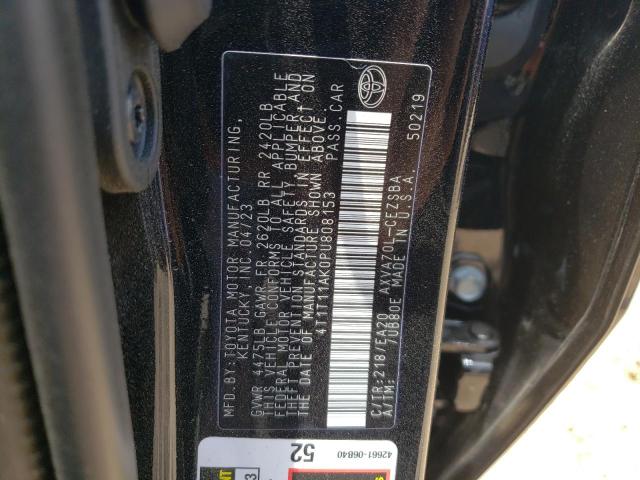 MFD. BY: TOYOTA MOTOR MANUFACTURING,
KENTUCKY, INC. 04/23
GVWR 4475LB GAWR FR 2620LB RR 2420LB
THIS VEHICLE CONFORMS TO ALL APPLICABLE
FEDERAL MOTOR VEHICLE SAFETY, BUMPER, AND
THEFT PREVENTION STANDARDS IN EFFECT ON
THE DATE OF MANUFACTURE SHOWN ABOVE.
4T1T11AK0PU808153 PASS.CAR
C/TR:218/EA20 AXVA70L-CEZSBA
A/TM: /UB80E MADE IN U.S.A. 50219
52
42661-06B40